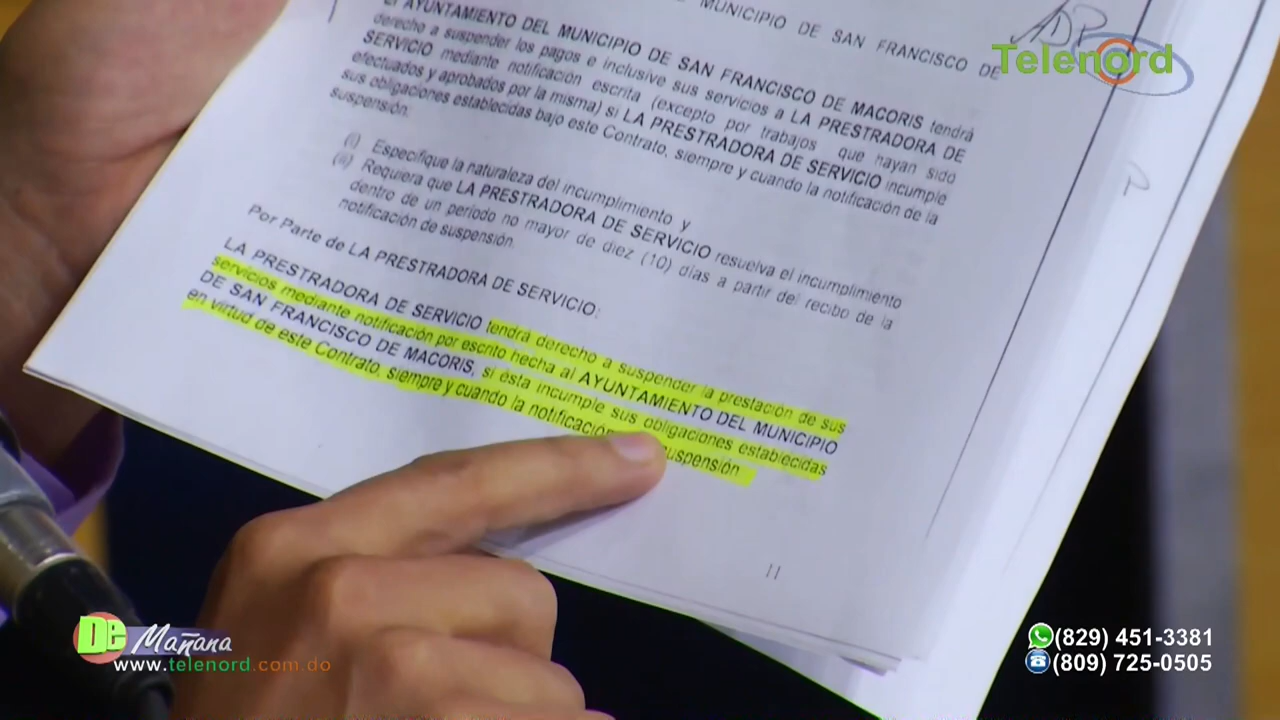 MUNICIPIO DE SAN FRANCISCO DE
el AYUNTAMIENTO DEL MUNICIPIO DE SAN FRANCISCO DE MACORIS tendrá
derecho a suspender los pagos e inclusive sus servicios a LA PRESTRADORA DE
SERVICIO mediante notificación escrita (excepto por trabajos que hayan sido
efectuados y aprobados por la misma) si LA PRESTRADORA DE SERVICIO incumple
sus obligaciones establecidas bajo este Contrato, siempre y cuando la notificación de la
suspensión:
(i) Especifique la naturaleza del incumplimiento y
(ii) Requiera que LA PRESTRADORA DE SERVICIO resuelva el incumplimiento
dentro de un período no mayor de diez (10) días a partir del recibo de la
notificación de suspensión.
Por Parte de LA PRESTRADORA DE SERVICIO:
LA PRESTRADORA DE SERVICIO tendrá derecho a suspender la prestación de sus
servicios mediante notificación por escrito hecha al AYUNTAMIENTO DEL MUNICIPIO
DE SAN FRANCISCO DE MACORIS, si ésta incumple sus obligaciones establecidas
en virtud de este Contrato, siempre y cuando la notificación suspensión
11
Telenord
De Mañana
www.telenord.com.do
(829) 451-3381
(809) 725-0505